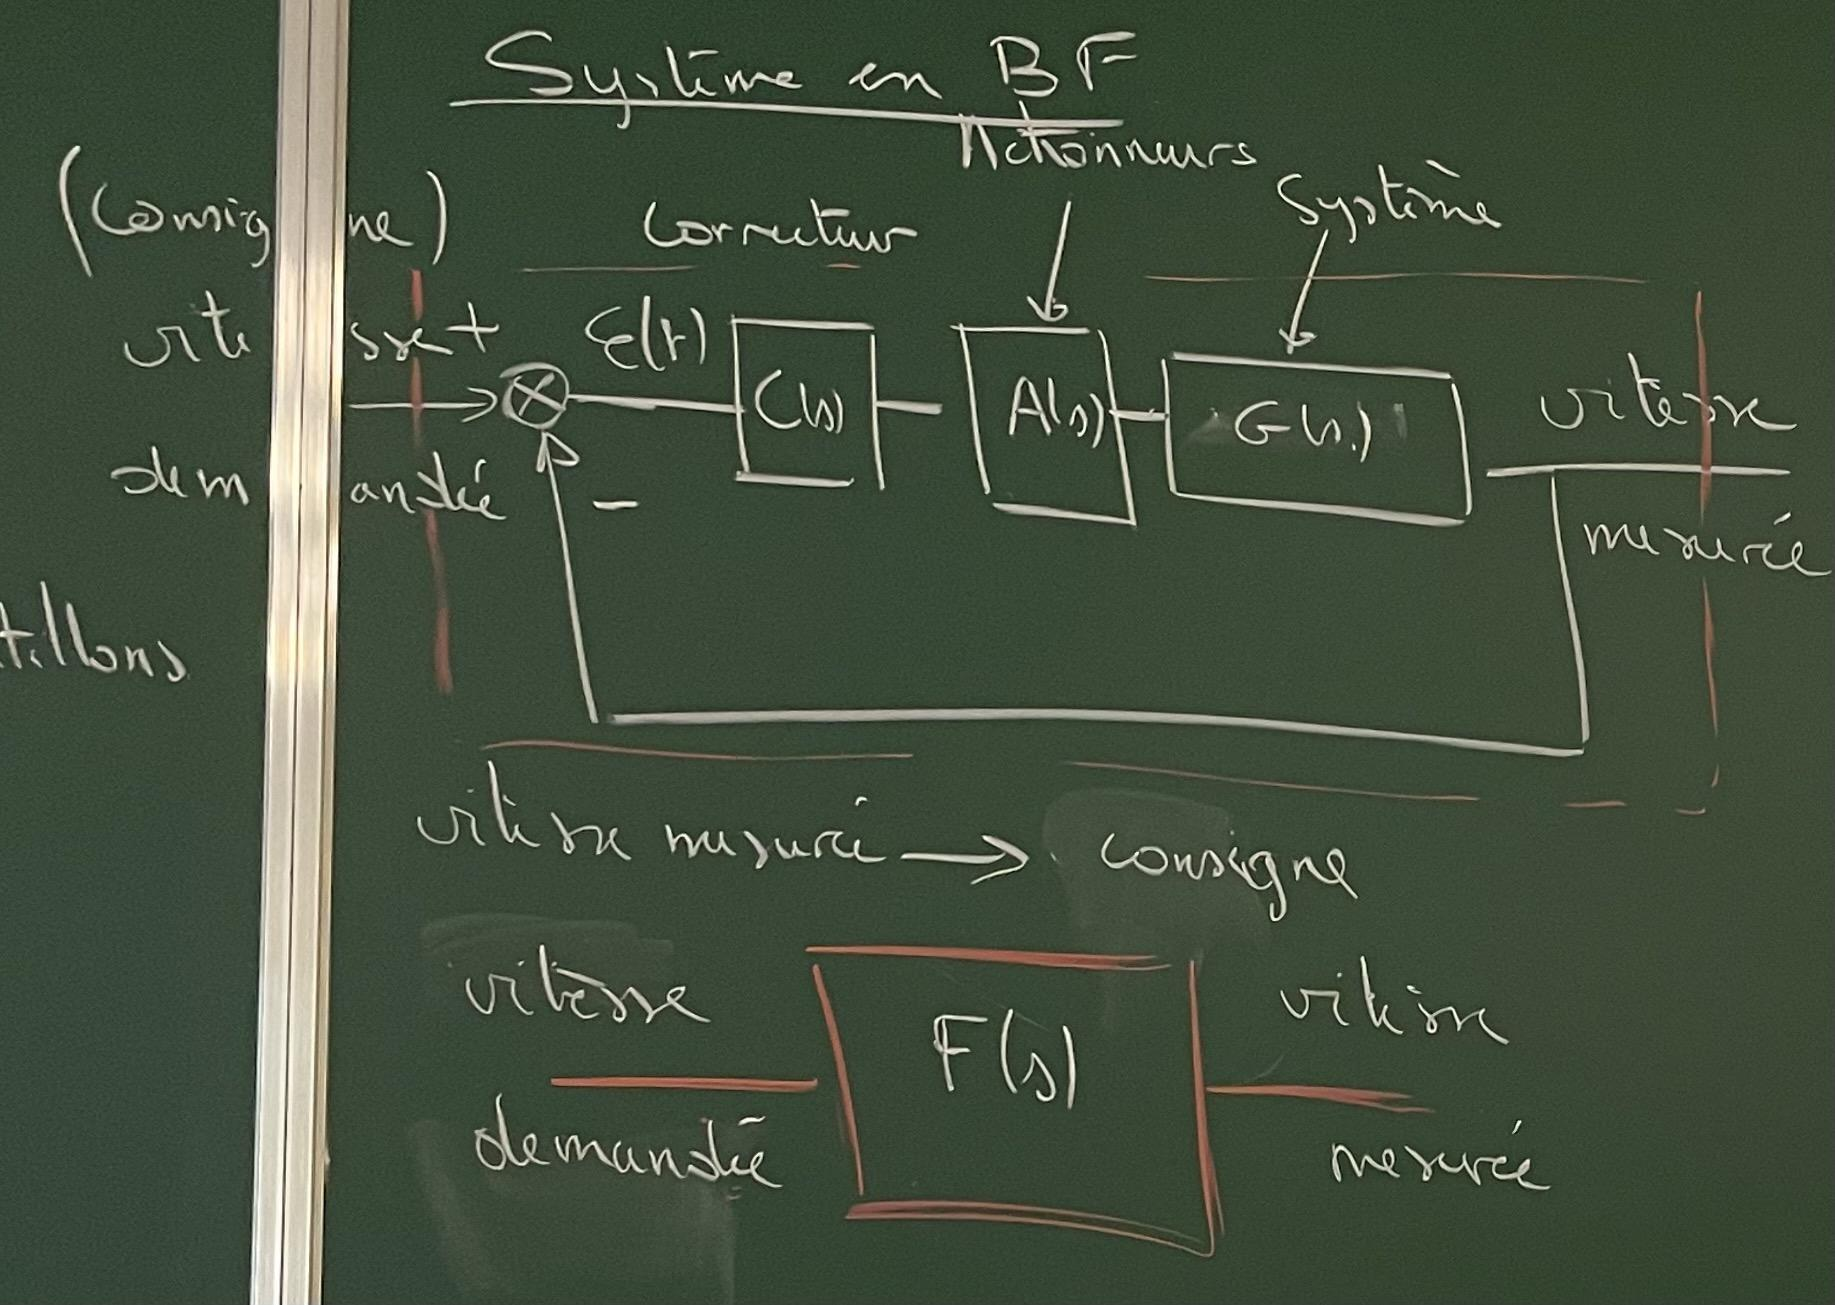 Système en BF
Actionneurs
Système
(Consigne)
correcteur
vitesse +
ε(t)
C(s)
A(s)
G(s)
vitesse
demandée
-
mesurée
tillons
vitesse mesurée → consigne
vitesse
F(s)
vitesse
demandée
mesurée